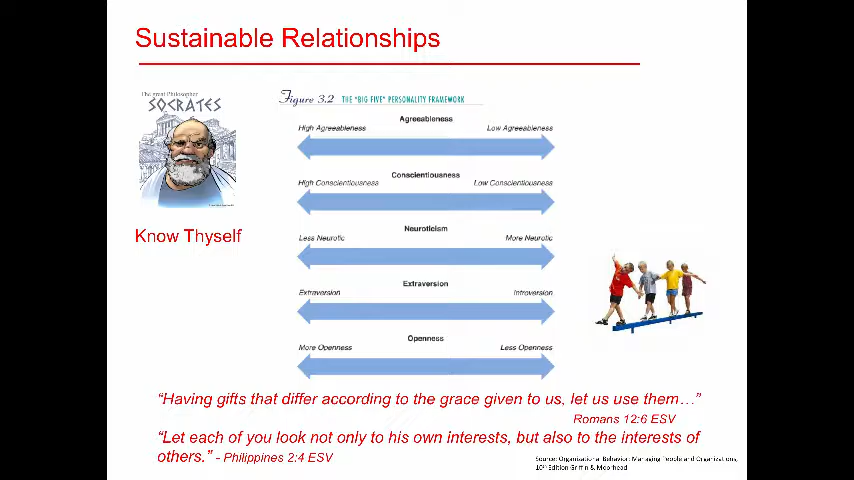 Sustainable Relationships
The great Philosopher
SOCRATES
Figure 3.2 THE "BIG FIVE" PERSONALITY FRAMEWORK
Agreeableness
High Agreeableness Low Agreeableness
Conscientiousness
High Conscientiousness Low Conscientiousness
Neuroticism
Less Neurotic More Neurotic
Extraversion
Extraversion Introversion
Openness
More Openness Less Openness
Know Thyself
“Having gifts that differ according to the grace given to us, let us use them…”
Romans 12:6 ESV
“Let each of you look not only to his own interests, but also to the interests of
others.” - Philippines 2:4 ESV
Source: Organizational Behavior: Managing People and Organizations,
10th Edition Griffin & Moorhead